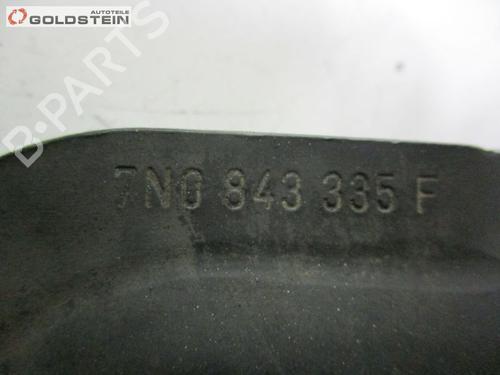 AUTOTEILE
GOLDSTEIN
B-PARTS
7N0 843 335 F